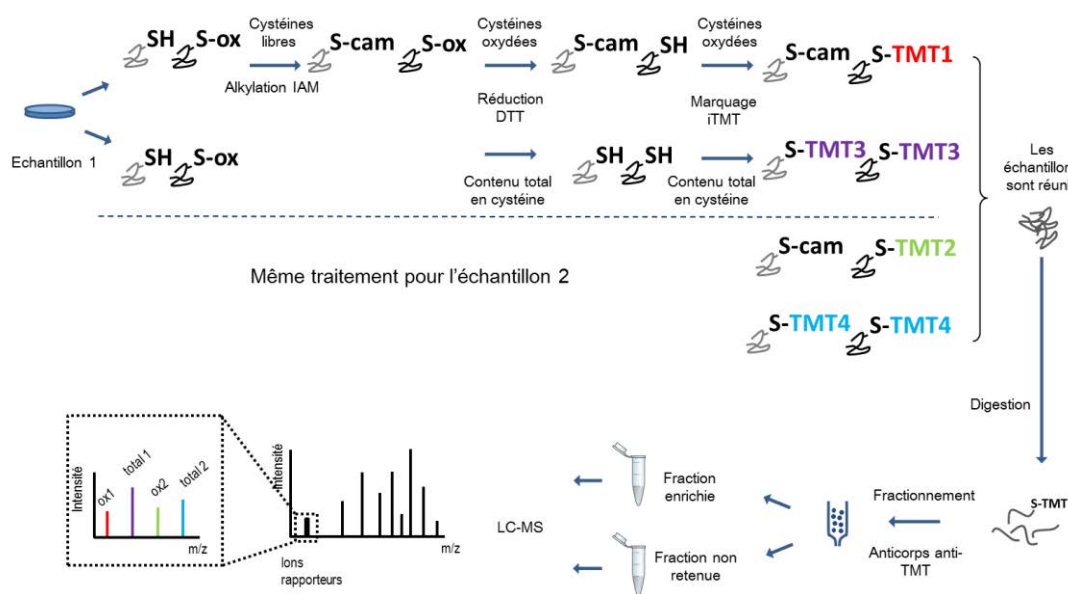 SH S-ox
Cystéines
libres
Alkylation IAM
S-cam S-ox
Cystéines
oxydées
Réduction
DTT
S-cam SH
Cystéines
oxydées
Marquage
iTMT
S-cam S-TMT1
Echantillon 1
SH S-ox
Contenu total
en cystéine
SH SH
Contenu total
en cystéine
S-TMT3 S-TMT3
Les
échantillon
sont réuni
Même traitement pour l'échantillon 2
S-cam S-TMT2
S-TMT4 S-TMT4
Digestion
S-TMT
Fractionnement
Anticorps anti-
TMT
Fraction
enrichie
Fraction non
retenue
LC-MS
Intensité
m/z
Ions
rapporteurs
Intensité
ox1
total 1
ox2
total 2
m/z